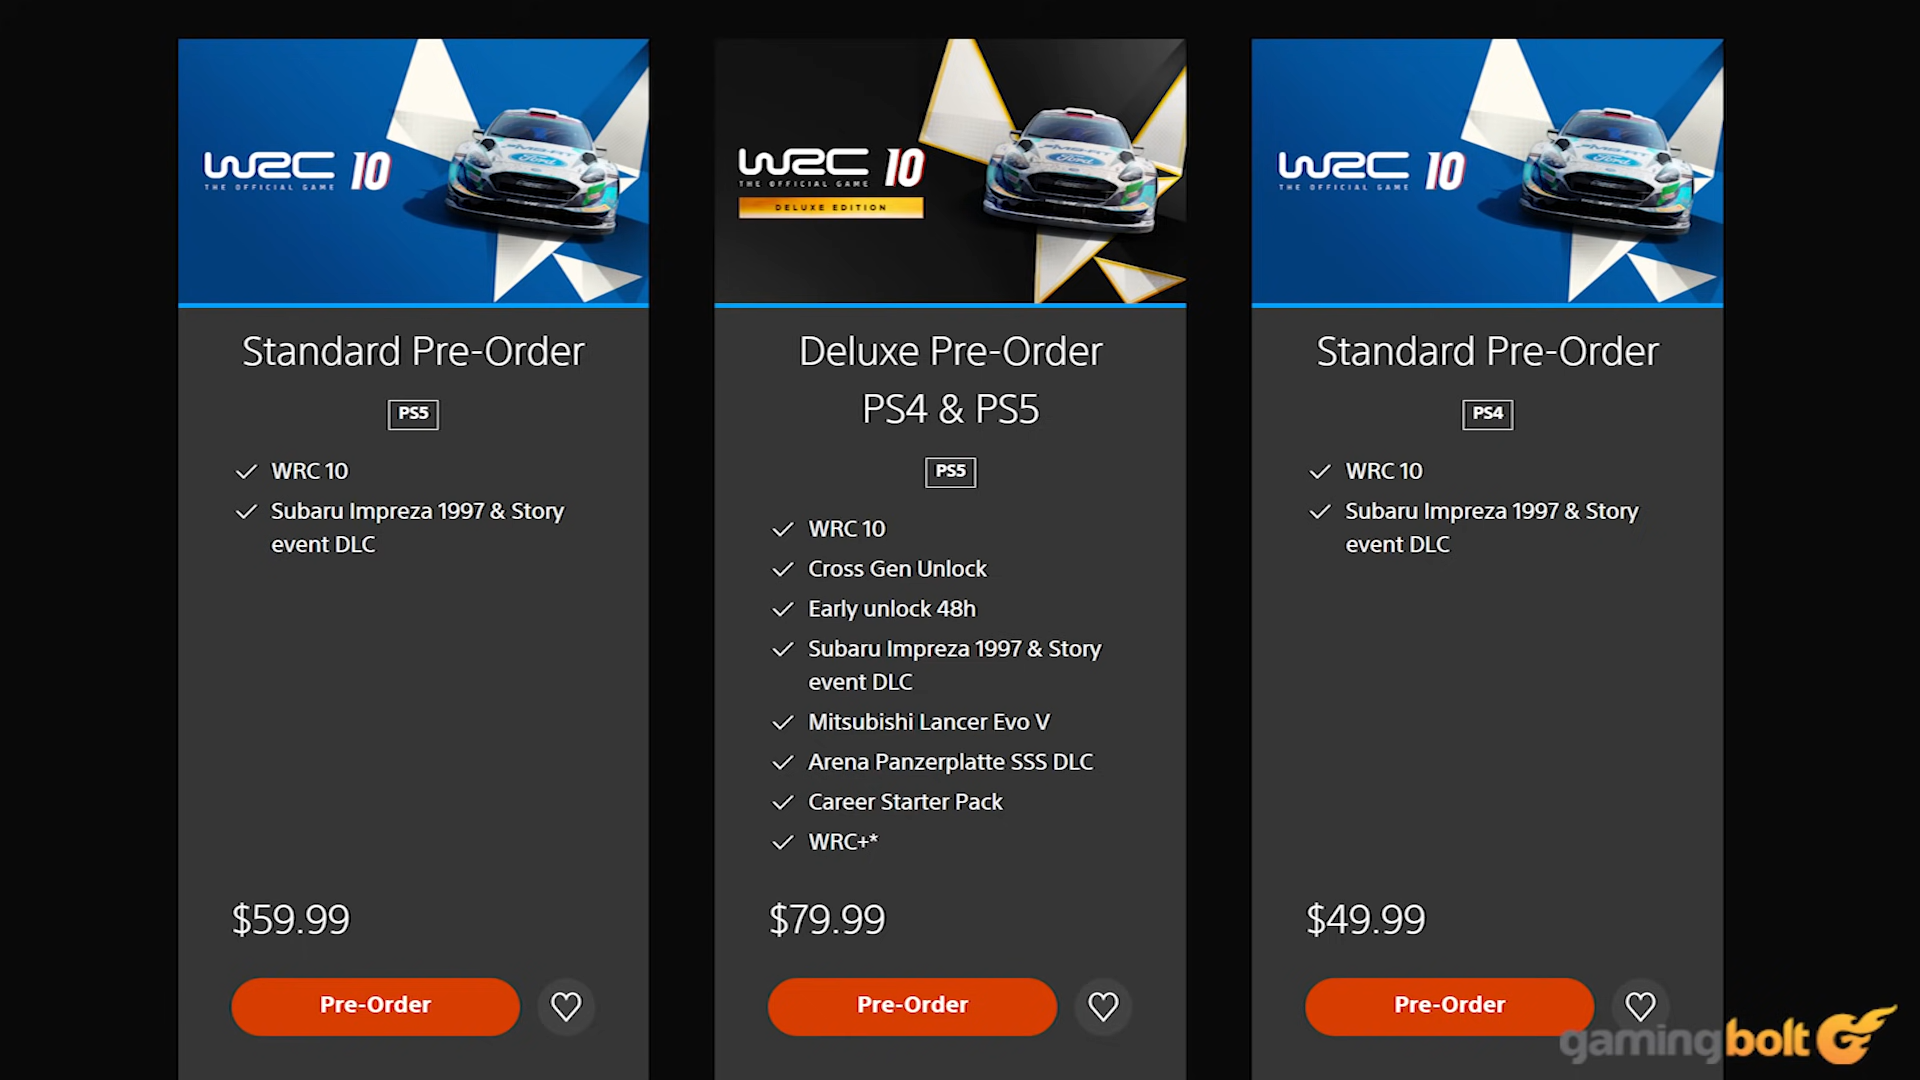 WRC 10
THE OFFICIAL GAME
Ford
Standard Pre-Order
PS5
WRC 10
Subaru Impreza 1997 & Story
event DLC
$59.99
Pre-Order
WRC 10
THE OFFICIAL GAME
DELUXE EDITION
Ford
Deluxe Pre-Order
PS4 & PS5
PS5
WRC 10
Cross Gen Unlock
Early unlock 48h
Subaru Impreza 1997 & Story
event DLC
Mitsubishi Lancer Evo V
Arena Panzerplatte SSS DLC
Career Starter Pack
WRC+*
$79.99
Pre-Order
WRC 10
THE OFFICIAL GAME
Ford
Standard Pre-Order
PS4
WRC 10
Subaru Impreza 1997 & Story
event DLC
$49.99
Pre-Order
gamingbolt